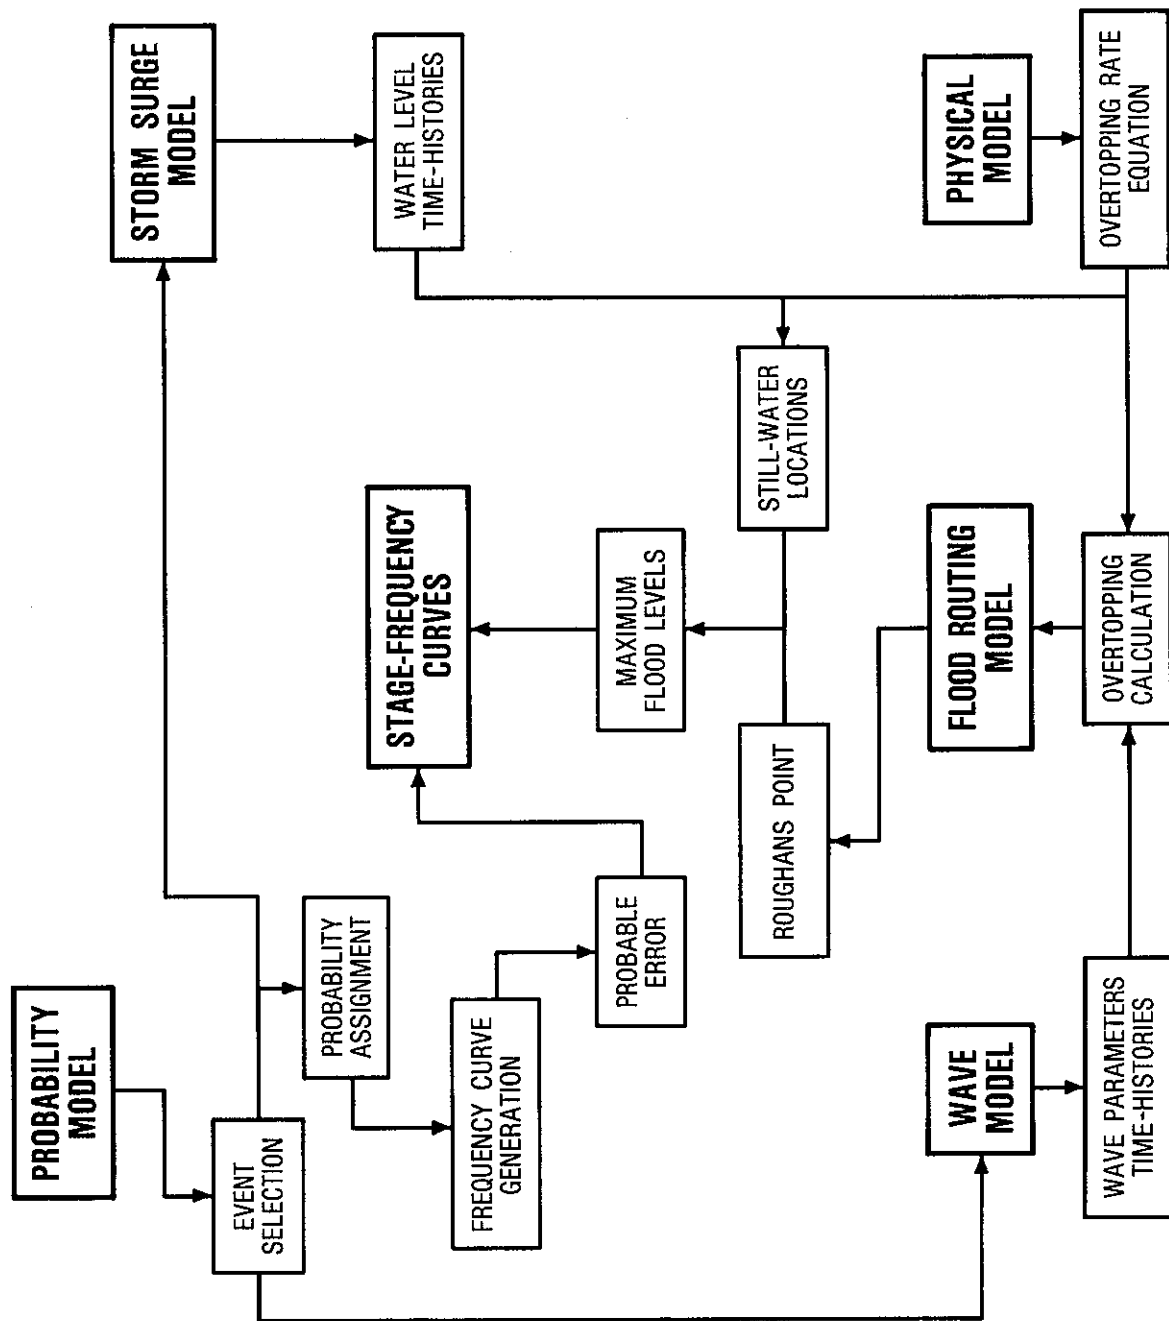 PROBABILITY
MODEL
EVENT
SELECTION
PROBABILITY
ASSIGNMENT
FREQUENCY CURVE
GENERATION
PROBABLE
ERROR
STORM SURGE
MODEL
WATER LEVEL
TIME-HISTORIES
STAGE-FREQUENCY
CURVES
MAXIMUM
FLOOD LEVELS
STILL-WATER
LOCATIONS
ROUGHANS POINT
WAVE
MODEL
WAVE PARAMETERS
TIME-HISTORIES
FLOOD ROUTING
MODEL
OVERTOPPING
CALCULATION
PHYSICAL
MODEL
OVERTOPPING RATE
EQUATION